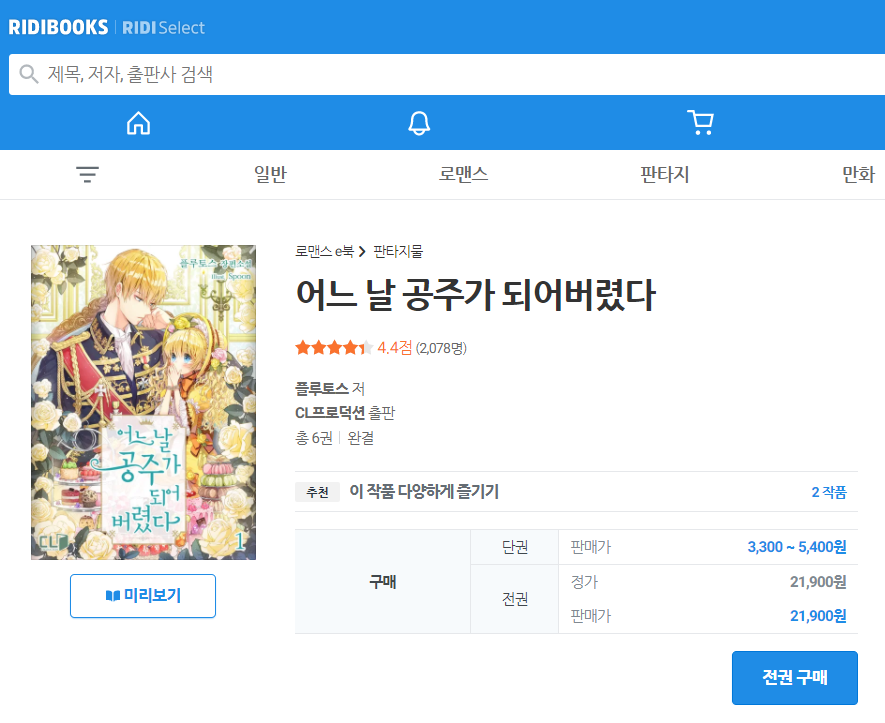 RIDIBOOKS RIDI Select
제목, 저자, 출판사 검색
일반 로맨스 판타지 만화
로맨스 e북 > 판타지물
어느 날 공주가 되어버렸다
4.4점 (2,078명)
플루토스 저
CL프로덕션 출판
총 6권 | 완결
추천 이 작품 다양하게 즐기기 2 작품
구매
단권 판매가 3,300 ~ 5,400원
전권 정가 21,900원
판매가 21,900원
전권 구매
플루토스 장편소설
Illust Spoon
어느 날
공주가
되어
버렸다
CLP 1
미리보기